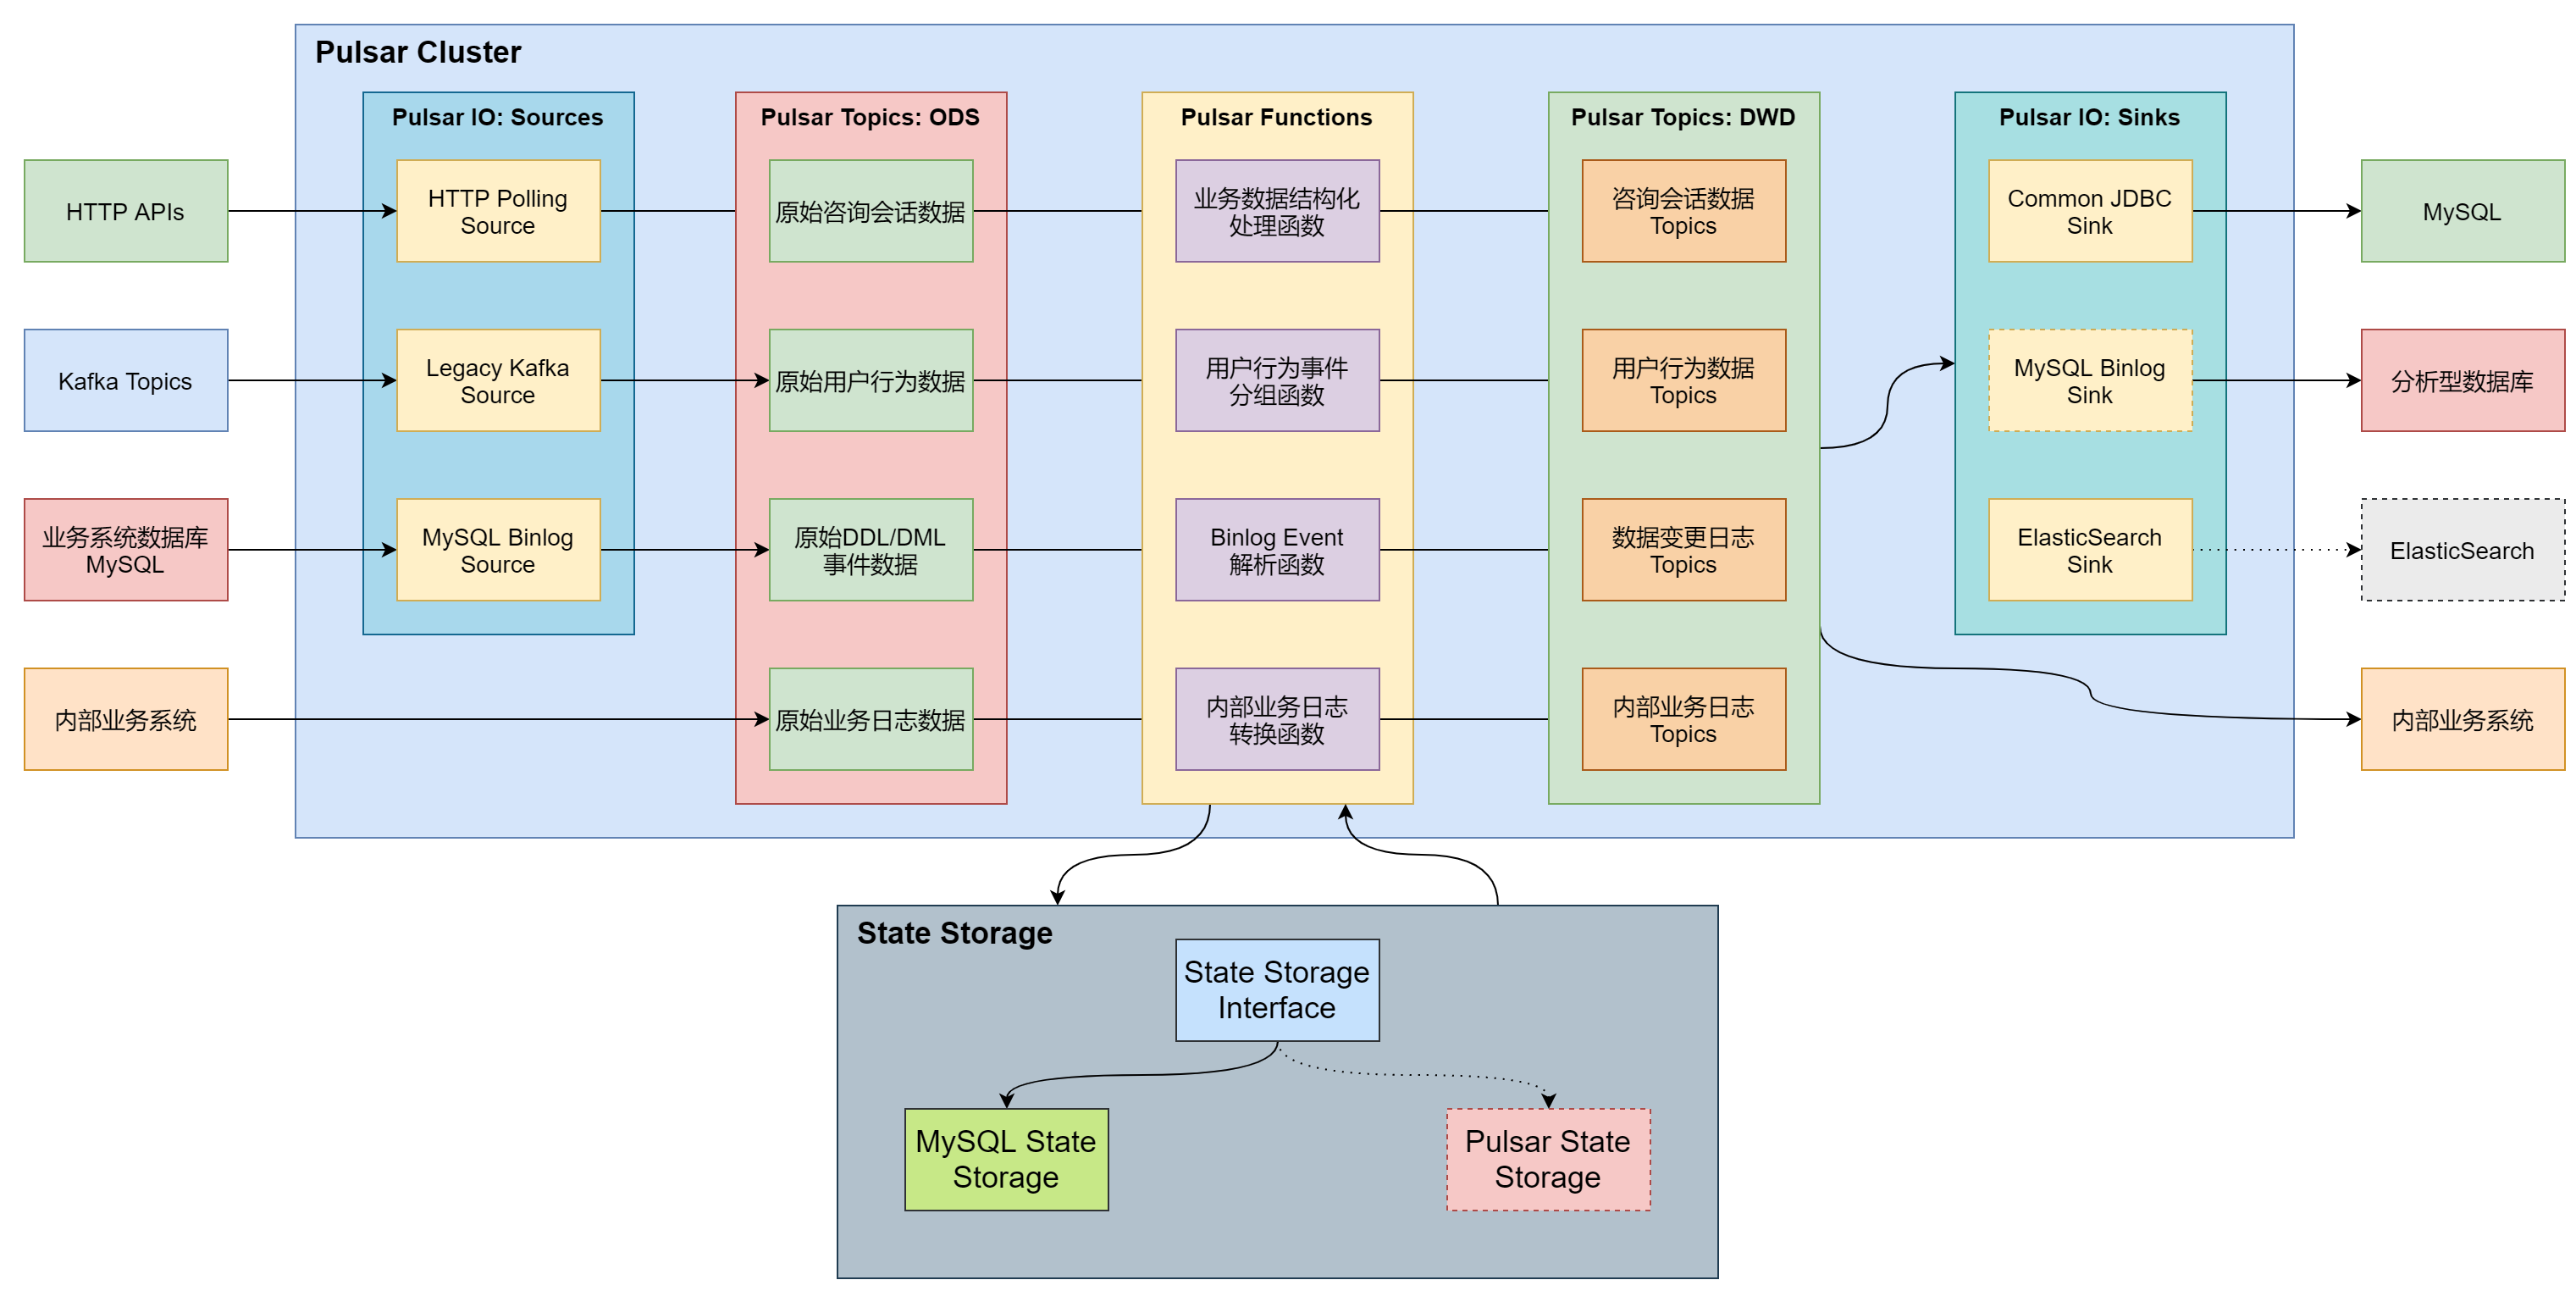 Pulsar Cluster
Pulsar IO: Sources
Pulsar Topics: ODS
Pulsar Functions
Pulsar Topics: DWD
Pulsar IO: Sinks
HTTP APIs
HTTP Polling
Source
原始咨询会话数据
业务数据结构化
处理函数
咨询会话数据
Topics
Common JDBC
Sink
MySQL
Kafka Topics
Legacy Kafka
Source
原始用户行为数据
用户行为事件
分组函数
用户行为数据
Topics
MySQL Binlog
Sink
分析型数据库
业务系统数据库
MySQL
MySQL Binlog
Source
原始DDL/DML
事件数据
Binlog Event
解析函数
数据变更日志
Topics
ElasticSearch
Sink
ElasticSearch
内部业务系统
原始业务日志数据
内部业务日志
转换函数
内部业务日志
Topics
内部业务系统
State Storage
State Storage
Interface
MySQL State
Storage
Pulsar State
Storage